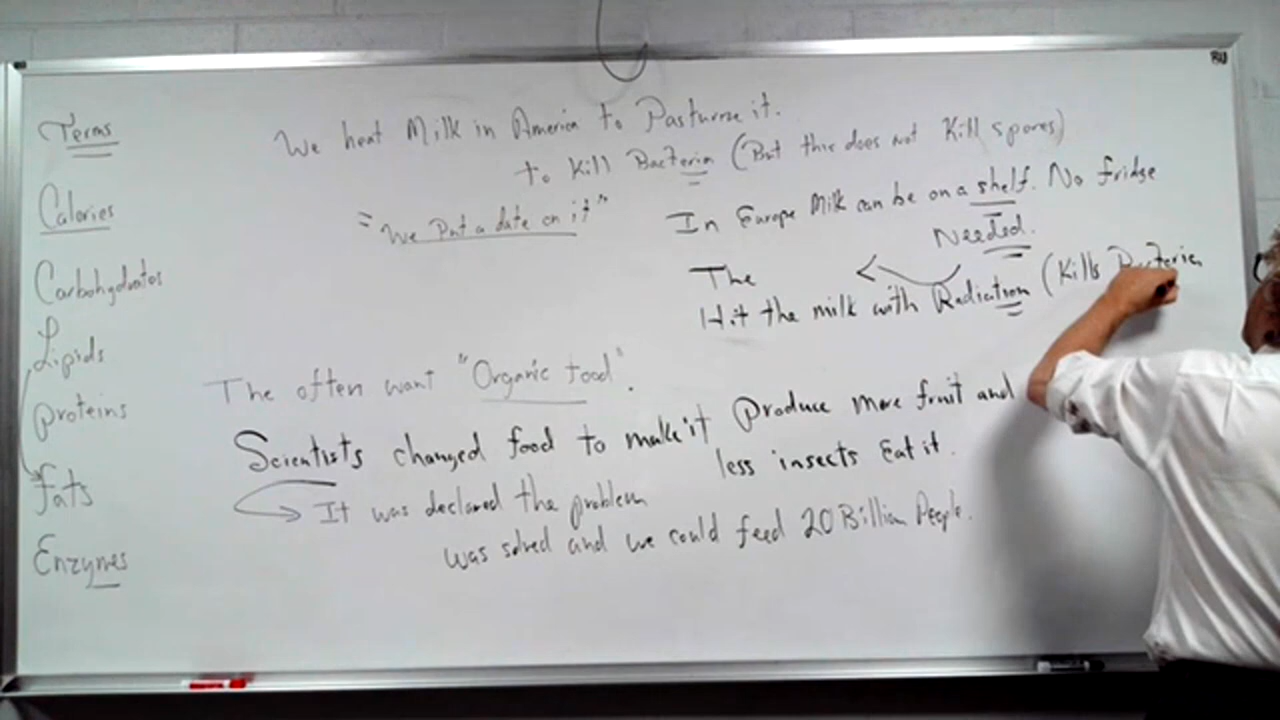 Terms
Calories
Carbohydrates
Lipids
Proteins
Fats
Enzymes
We heat Milk in America to Pasturize it.
to Kill Bacteria (But this does not Kill spores)
"We Put a date on it"
In Europe Milk can be on a shelf. No fridge
Needed.
The
Hit the milk with Radiation (Kills Bacteria
The often want "Organic food".
Scientists changed food to make it Produce More fruit and
less insects Eat it.
It was declared the problem
was solved and we could feed 20 Billion People.
BU